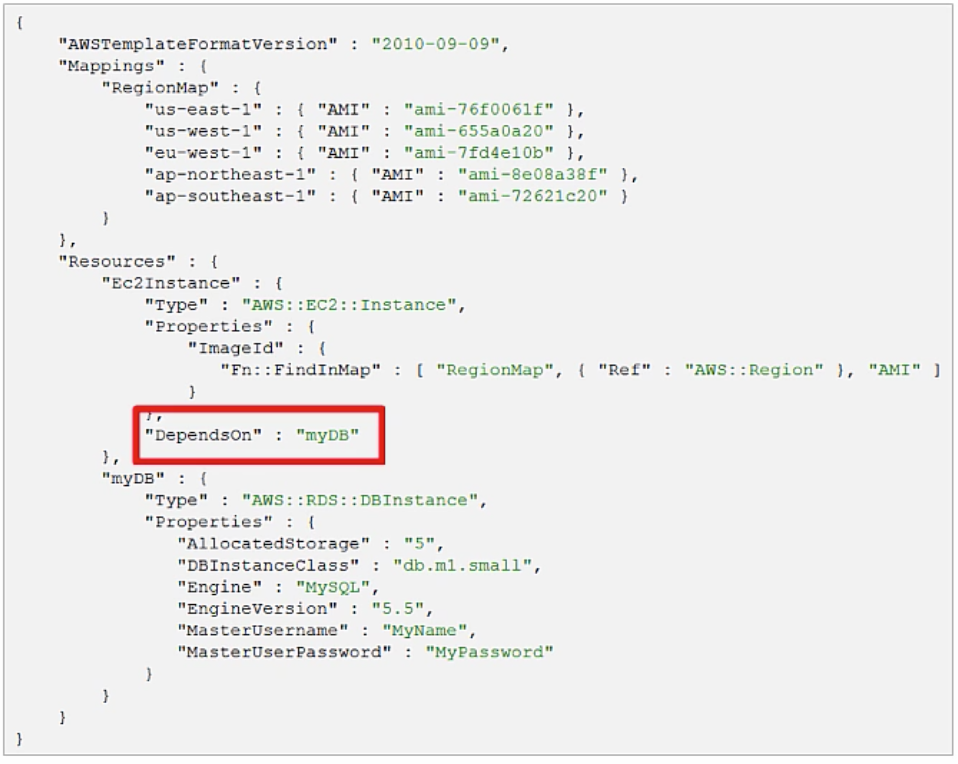 {
"AWSTemplateFormatVersion" : "2010-09-09",
"Mappings" : {
"RegionMap" : {
"us-east-1" : { "AMI" : "ami-76f0061f" },
"us-west-1" : { "AMI" : "ami-655a0a20" },
"eu-west-1" : { "AMI" : "ami-7fd4e10b" },
"ap-northeast-1" : { "AMI" : "ami-8e08a38f" },
"ap-southeast-1" : { "AMI" : "ami-72621c20" }
}
},
"Resources" : {
"Ec2Instance" : {
"Type" : "AWS::EC2::Instance",
"Properties" : {
"ImageId" : {
"Fn::FindInMap" : [ "RegionMap", { "Ref" : "AWS::Region" }, "AMI" ]
}
},
"DependsOn" : "myDB"
},
"myDB" : {
"Type" : "AWS::RDS::DBInstance",
"Properties" : {
"AllocatedStorage" : "5",
"DBInstanceClass" : "db.m1.small",
"Engine" : "MySQL",
"EngineVersion" : "5.5",
"MasterUsername" : "MyName",
"MasterUserPassword" : "MyPassword"
}
}
}
}